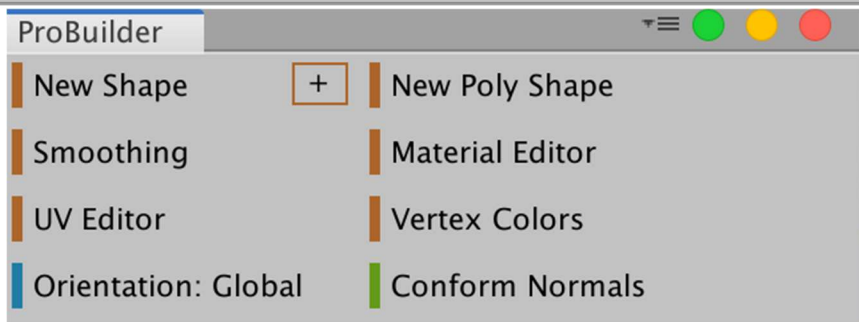 ProBuilder
New Shape + New Poly Shape
Smoothing Material Editor
UV Editor Vertex Colors
Orientation: Global Conform Normals